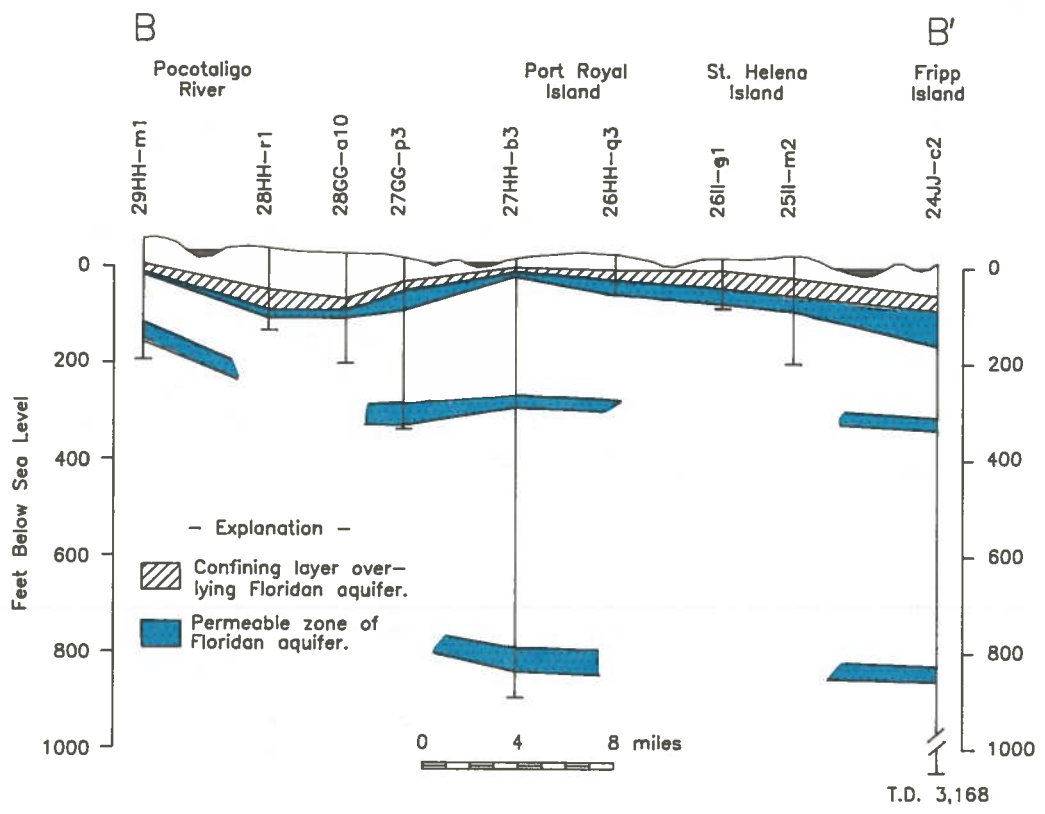 B
B'
Pocotaligo
River
Port Royal
Island
St. Helena
Island
Fripp
Island
29HH-m1
28HH-r1
28GG-a10
27GG-p3
27HH-b3
26HH-q3
26II-g1
25II-m2
24JJ-c2
Feet Below Sea Level
0
200
400
600
800
1000
0
200
400
600
800
1000
- Explanation -
Confining layer over-
lying Floridan aquifer.
Permeable zone of
Floridan aquifer.
0 4 8 miles
T.D. 3,168